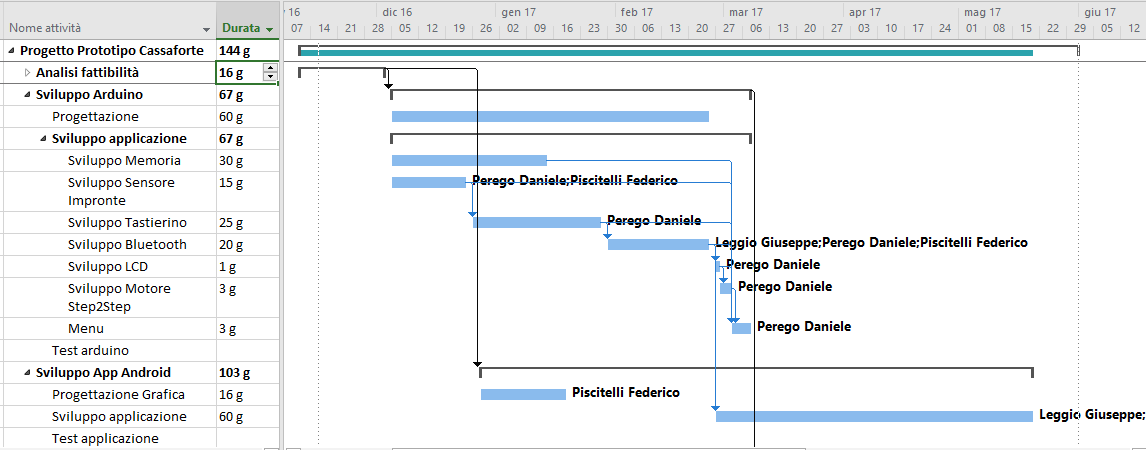 16 dic 16 gen 17 feb 17 mar 17 apr 17 mag 17 giu 17
Nome attività Durata 07 14 21 28 05 12 19 26 02 09 16 23 30 06 13 20 27 06 13 20 27 03 10 17 24 01 08 15 22 29 05 12
Progetto Prototipo Cassaforte 144 g
Analisi fattibilità 16 g
Sviluppo Arduino 67 g
Progettazione 60 g
Sviluppo applicazione 67 g
Sviluppo Memoria 30 g
Sviluppo Sensore 15 g Perego Daniele;Piscitelli Federico
Impronte
Sviluppo Tastierino 25 g Perego Daniele
Sviluppo Bluetooth 20 g Leggio Giuseppe;Perego Daniele;Piscitelli Federico
Sviluppo LCD 1 g Perego Daniele
Sviluppo Motore 3 g Perego Daniele
Step2Step
Menu 3 g Perego Daniele
Test arduino
Sviluppo App Android 103 g
Progettazione Grafica 16 g Piscitelli Federico
Sviluppo applicazione 60 g Leggio Giuseppe;
Test applicazione